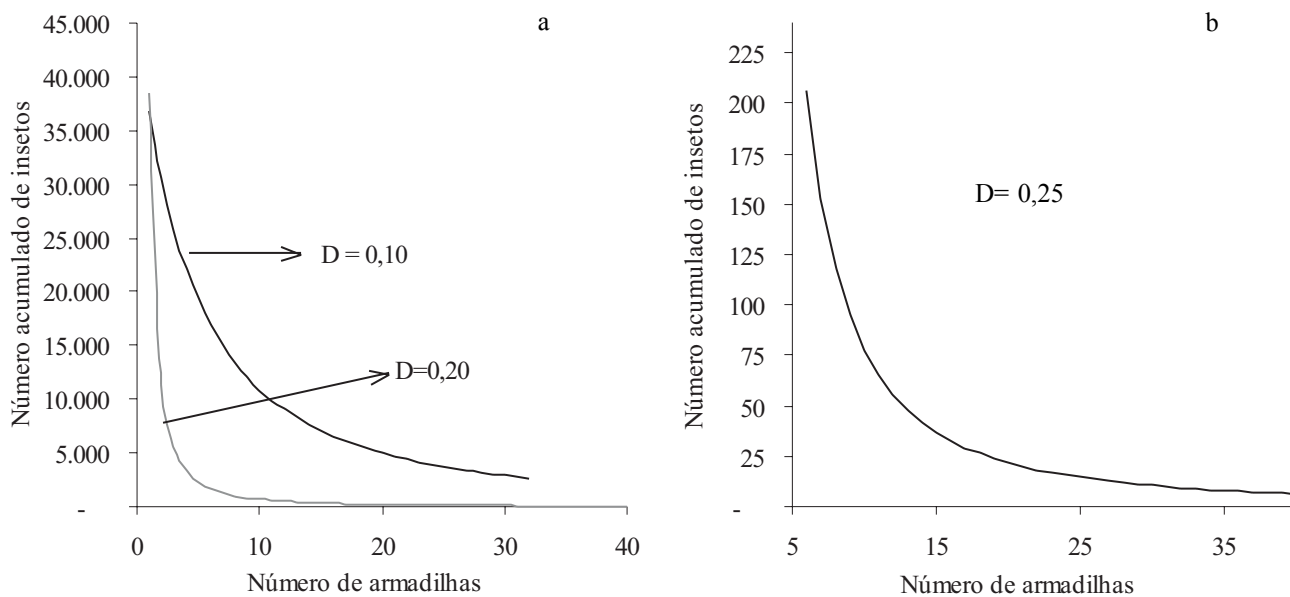 a
Número acumulado de insetos
45.000
40.000
35.000
30.000
25.000
20.000
15.000
10.000
5.000
-
D = 0,10
D=0,20
0 10 20 30 40
Número de armadilhas
b
Número acumulado de insetos
225
200
175
150
125
100
75
50
25
-
D= 0,25
5 15 25 35
Número de armadilhas